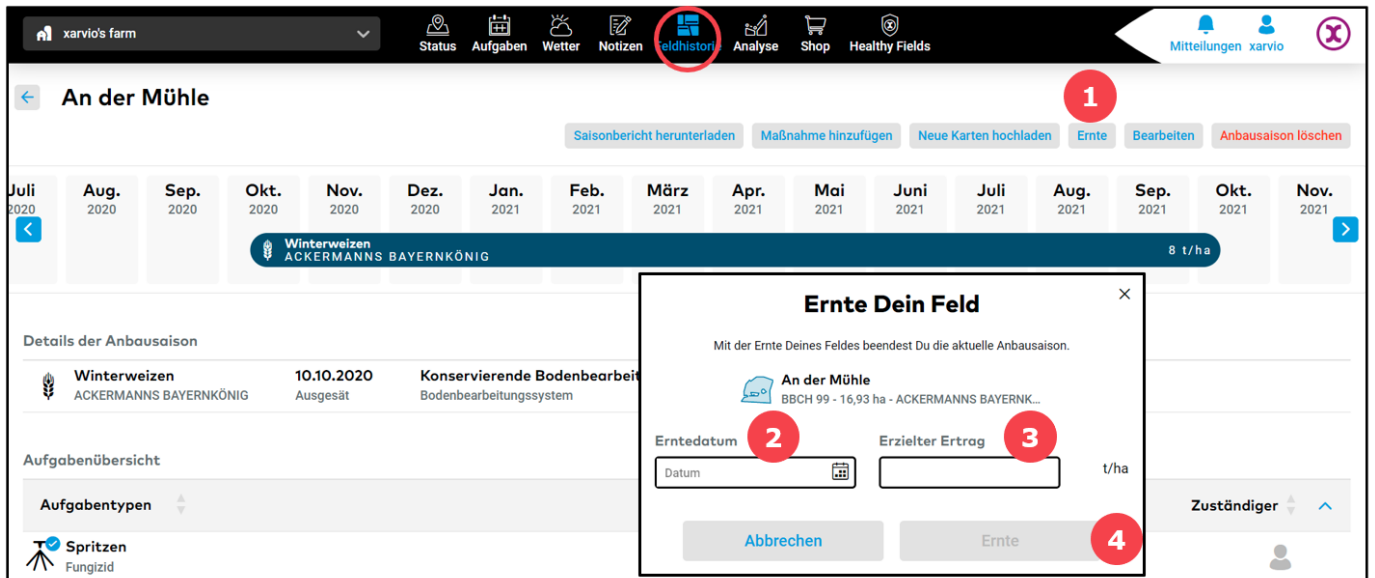 xarvio's farm
Status Aufgaben Wetter Notizen Feldhistorie Analyse Shop Healthy Fields
Mitteilungen xarvio
An der Mühle
1
Saisonbericht herunterladen Maßnahme hinzufügen Neue Karten hochladen Ernte Bearbeiten Anbausaison löschen
Juli Aug. Sep. Okt. Nov. Dez. Jan. Feb. März Apr. Mai Juni Juli Aug. Sep. Okt. Nov.
2020 2020 2020 2020 2020 2020 2021 2021 2021 2021 2021 2021 2021 2021 2021 2021 2021
Winterweizen
ACKERMANNS BAYERNKÖNIG 8 t/ha
Details der Anbausaison
Winterweizen 10.10.2020 Konservierende Bodenbearbeit
ACKERMANNS BAYERNKÖNIG Ausgesät Bodenbearbeitungssystem
Aufgabenübersicht
Aufgabentypen Zuständiger
Spritzen
Fungizid
Ernte Dein Feld
Mit der Ernte Deines Feldes beendest Du die aktuelle Anbausaison.
An der Mühle
BBCH 99 - 16,93 ha - ACKERMANNS BAYERNK...
Erntedatum 2 Erzielter Ertrag 3
Datum t/ha
Abbrechen Ernte 4